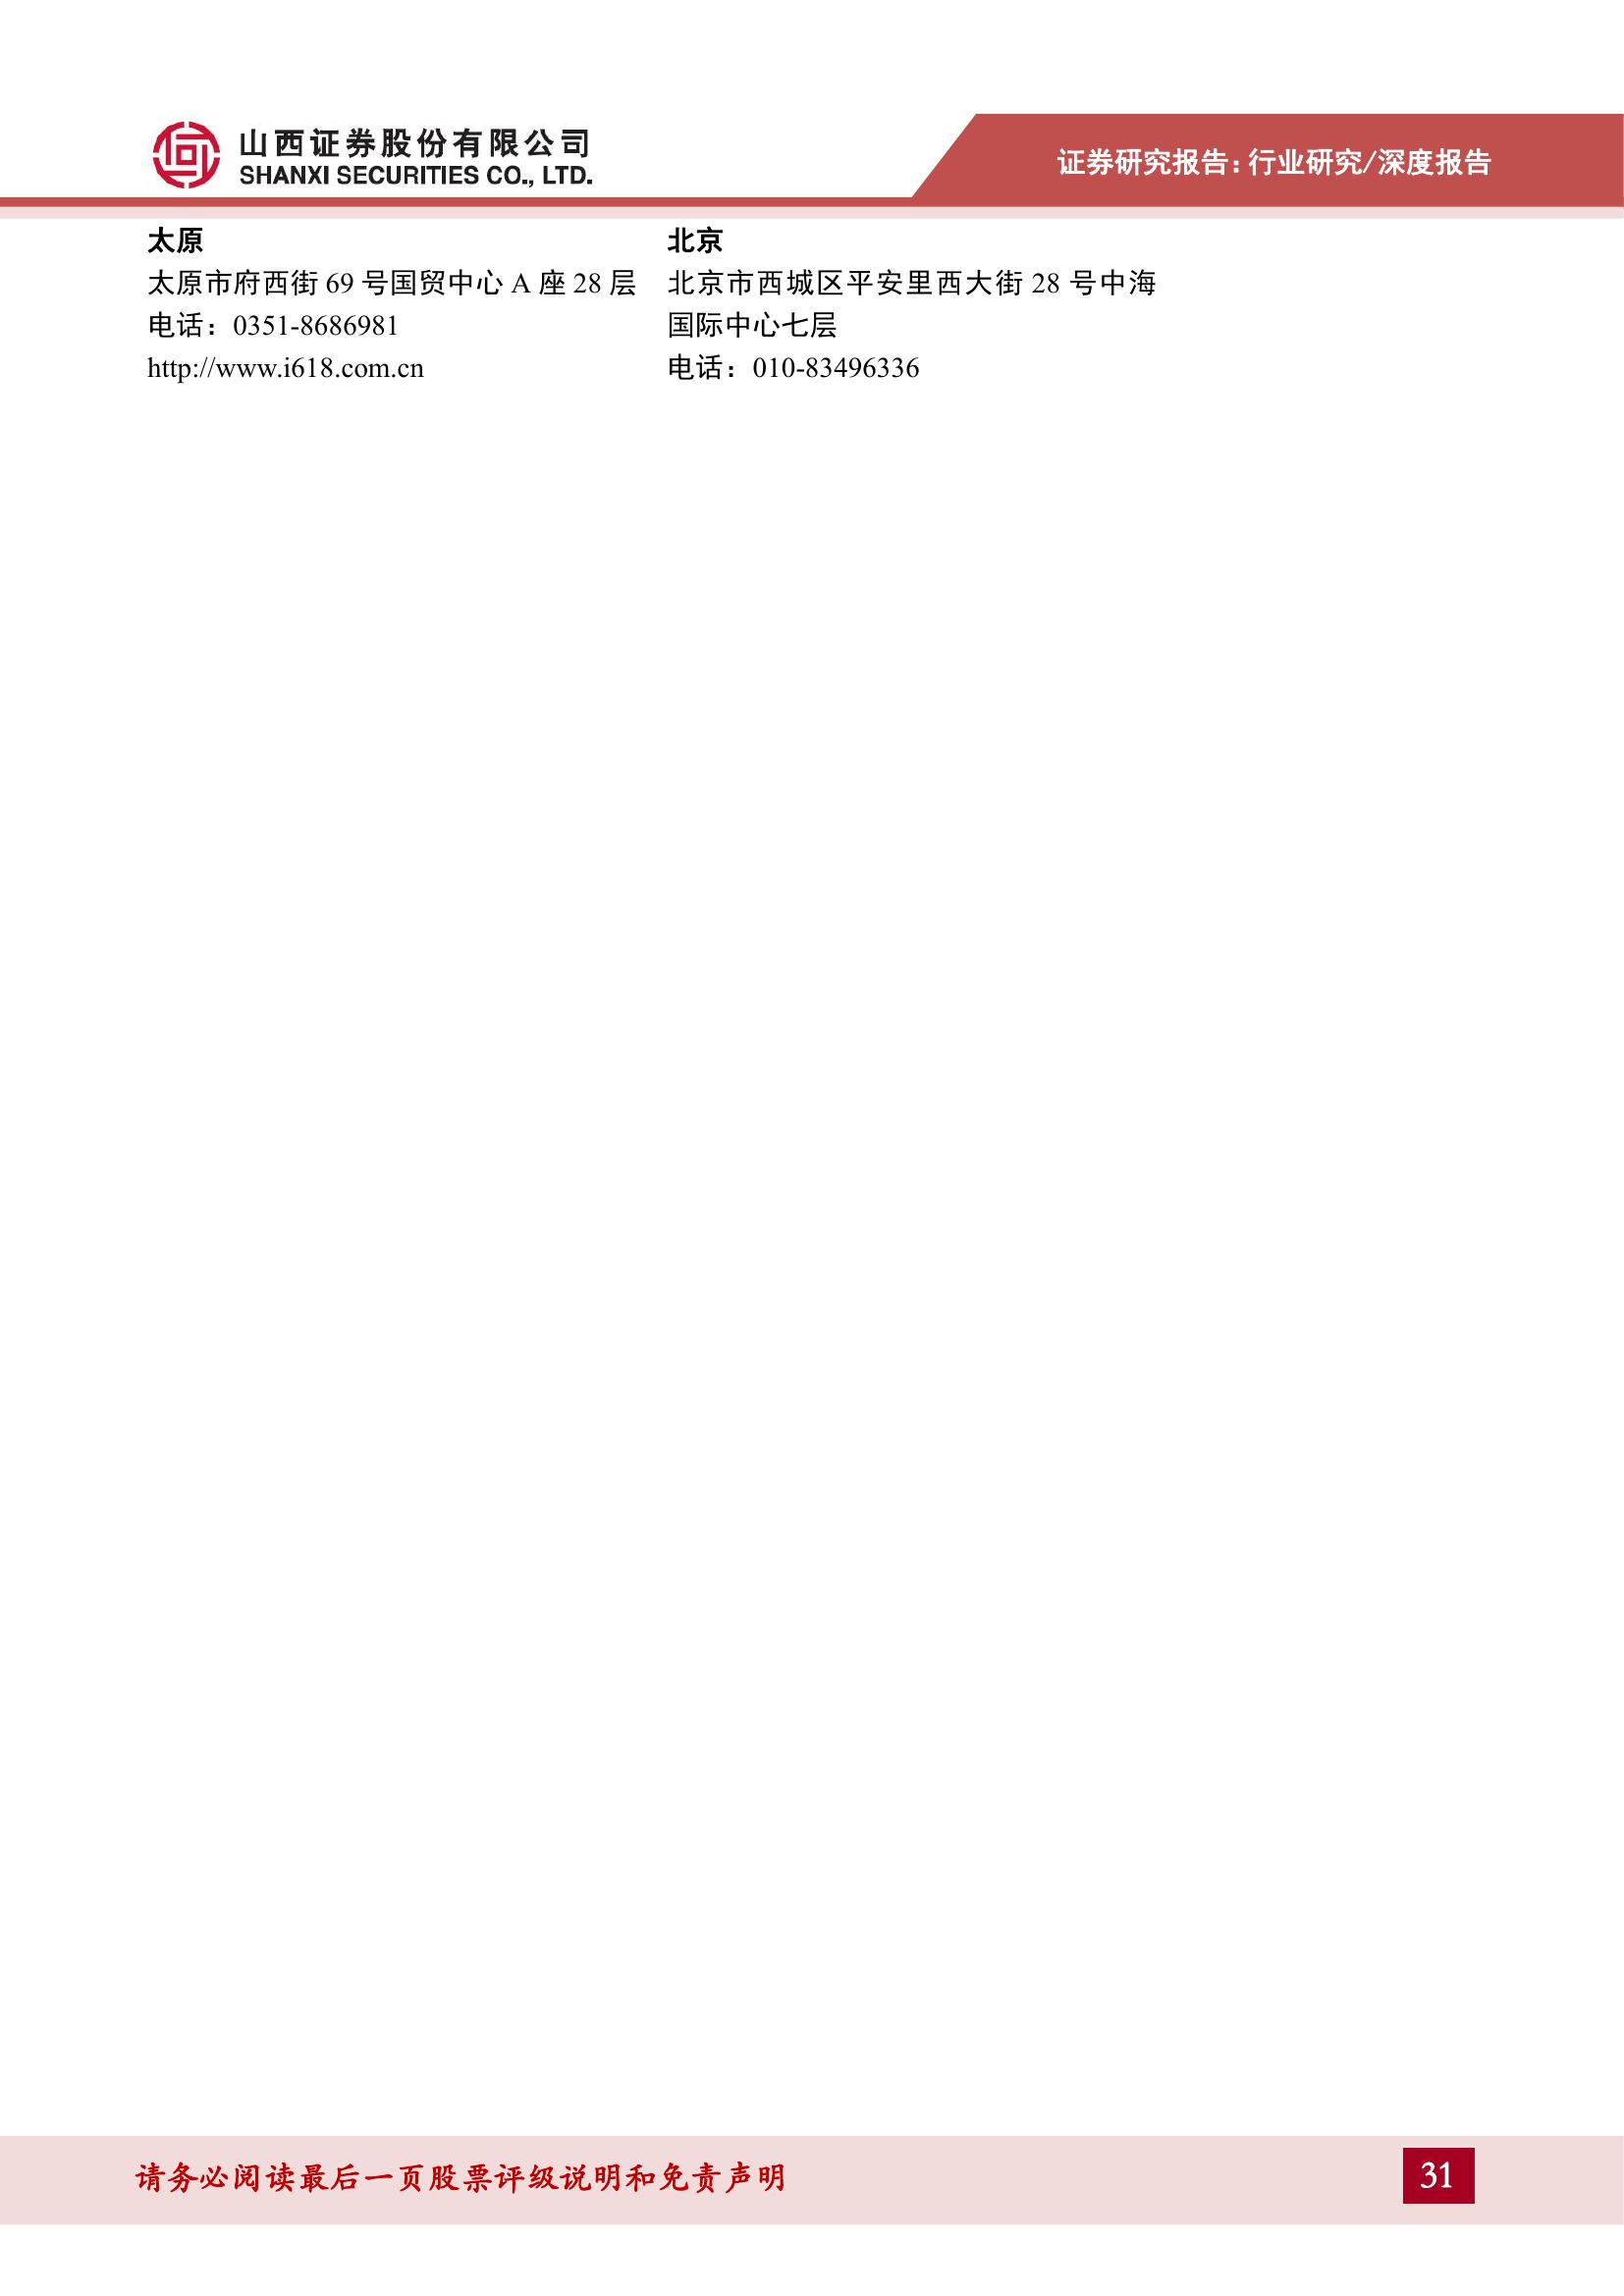 山西证券股份有限公司
SHANXI SECURITIES CO., LTD.
证券研究报告：行业研究/深度报告
太原
太原市府西街 69 号国贸中心 A 座 28 层
电话：0351-8686981
http://www.i618.com.cn
北京
北京市西城区平安里西大街 28 号中海
国际中心七层
电话：010-83496336
请务必阅读最后一页股票评级说明和免责声明
31